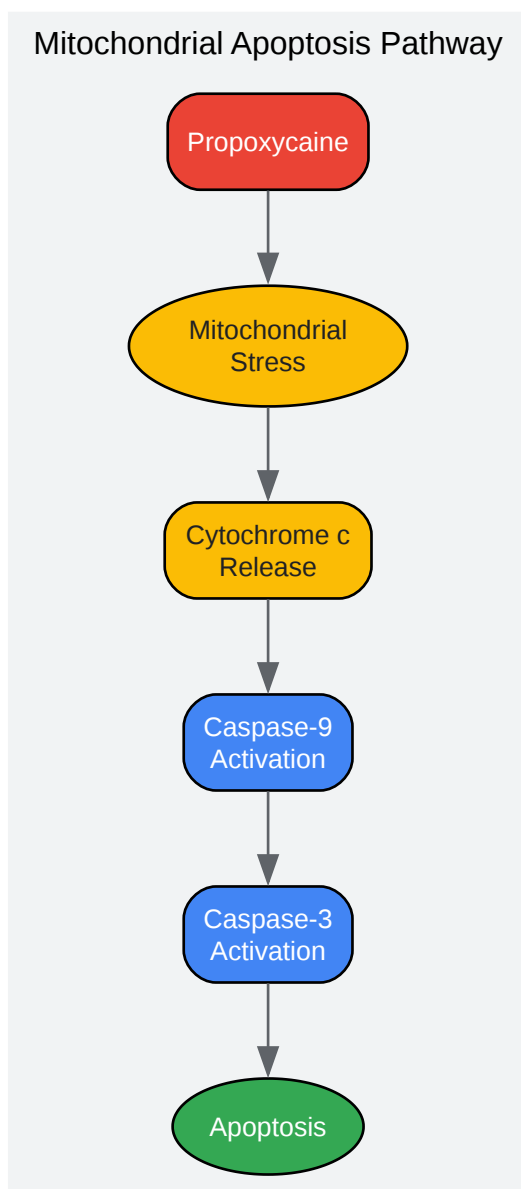 Mitochondrial Apoptosis Pathway
Propoxycaine
Mitochondrial
Stress
Cytochrome c
Release
Caspase-9
Activation
Caspase-3
Activation
Apoptosis